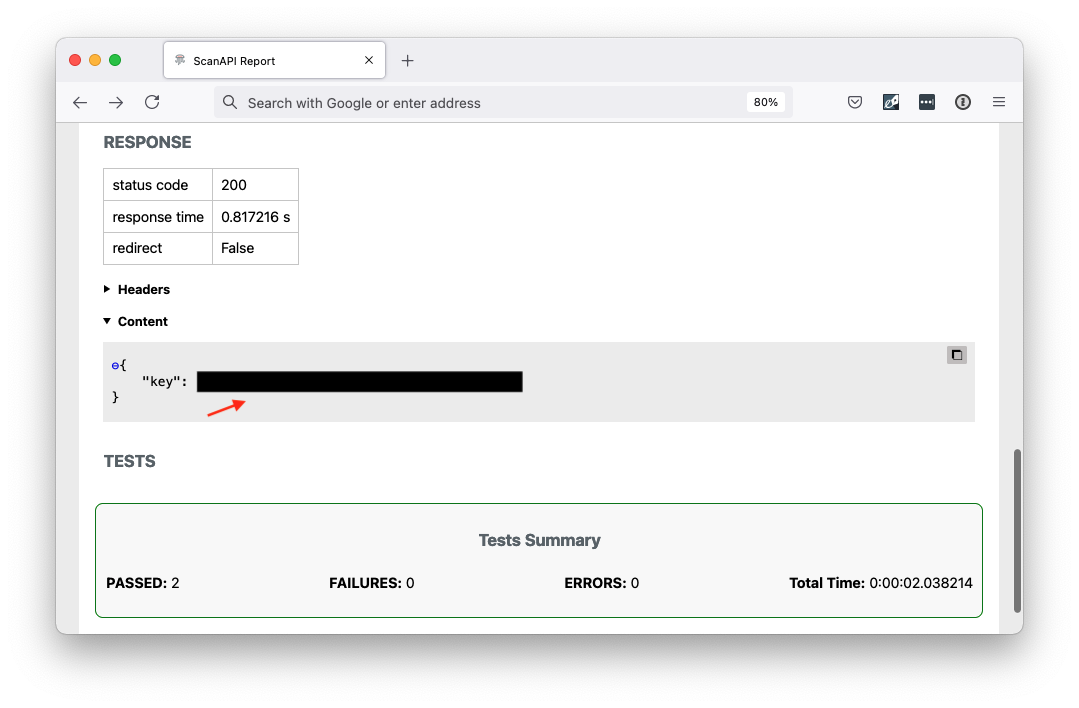 ScanAPI Report
Search with Google or enter address 80%
RESPONSE
status code 200
response time 0.817216 s
redirect False
Headers
Content
{
"key":
}
TESTS
Tests Summary
PASSED: 2 FAILURES: 0 ERRORS: 0 Total Time: 0:00:02.038214